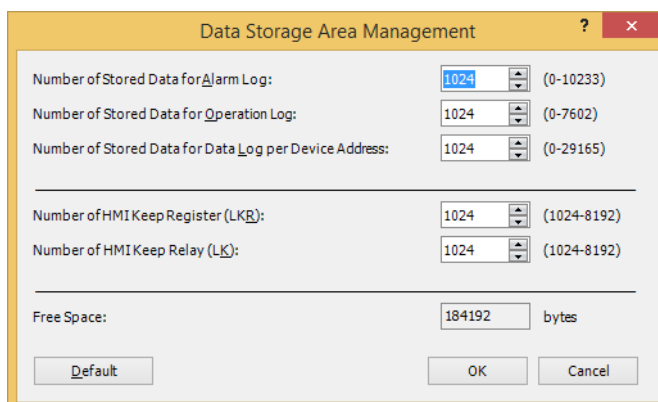 Data Storage Area Management ? ×
Number of Stored Data for Alarm Log: 1024 (0-10233)
Number of Stored Data for Operation Log: 1024 (0-7602)
Number of Stored Data for Data Log per Device Address: 1024 (0-29165)
Number of HMI Keep Register (LKR): 1024 (1024-8192)
Number of HMI Keep Relay (LK): 1024 (1024-8192)
Free Space: 184192 bytes
Default OK Cancel